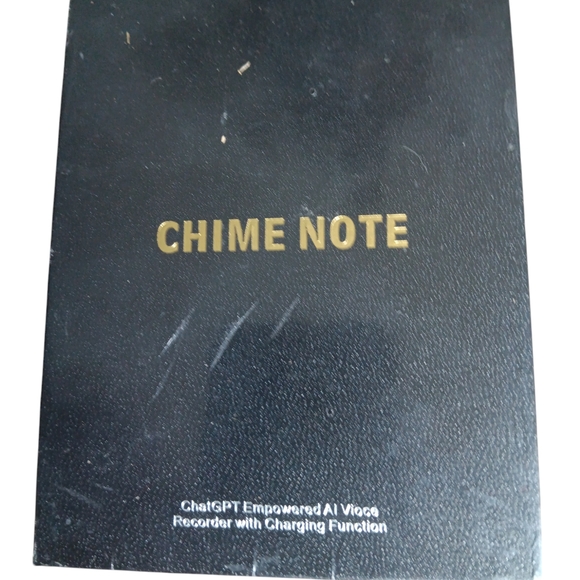 CHIME NOTE
ChatGPT Empowered AI Vioce
Recorder with Charging Function